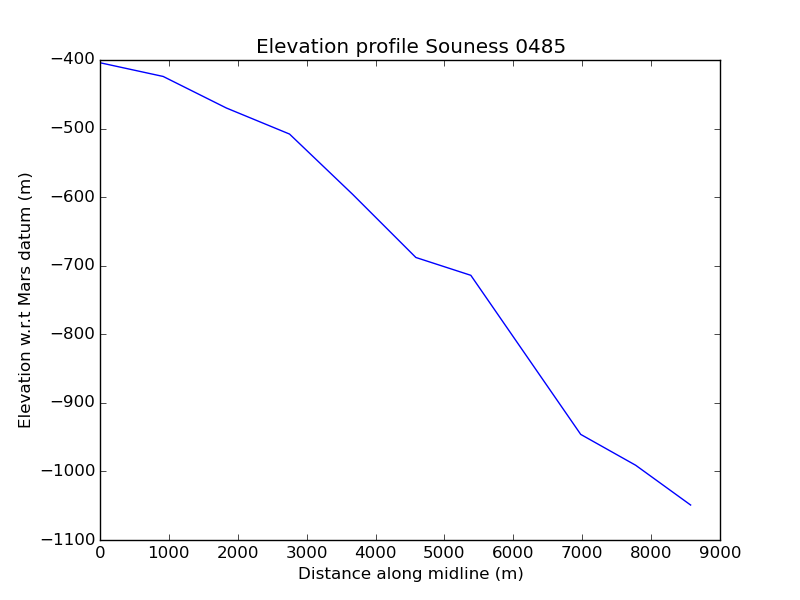 Elevation profile Souness 0485
−400
−500
−600
−700
−800
−900
−1000
−1100
Elevation w.r.t Mars datum (m)
0 1000 2000 3000 4000 5000 6000 7000 8000 9000
Distance along midline (m)